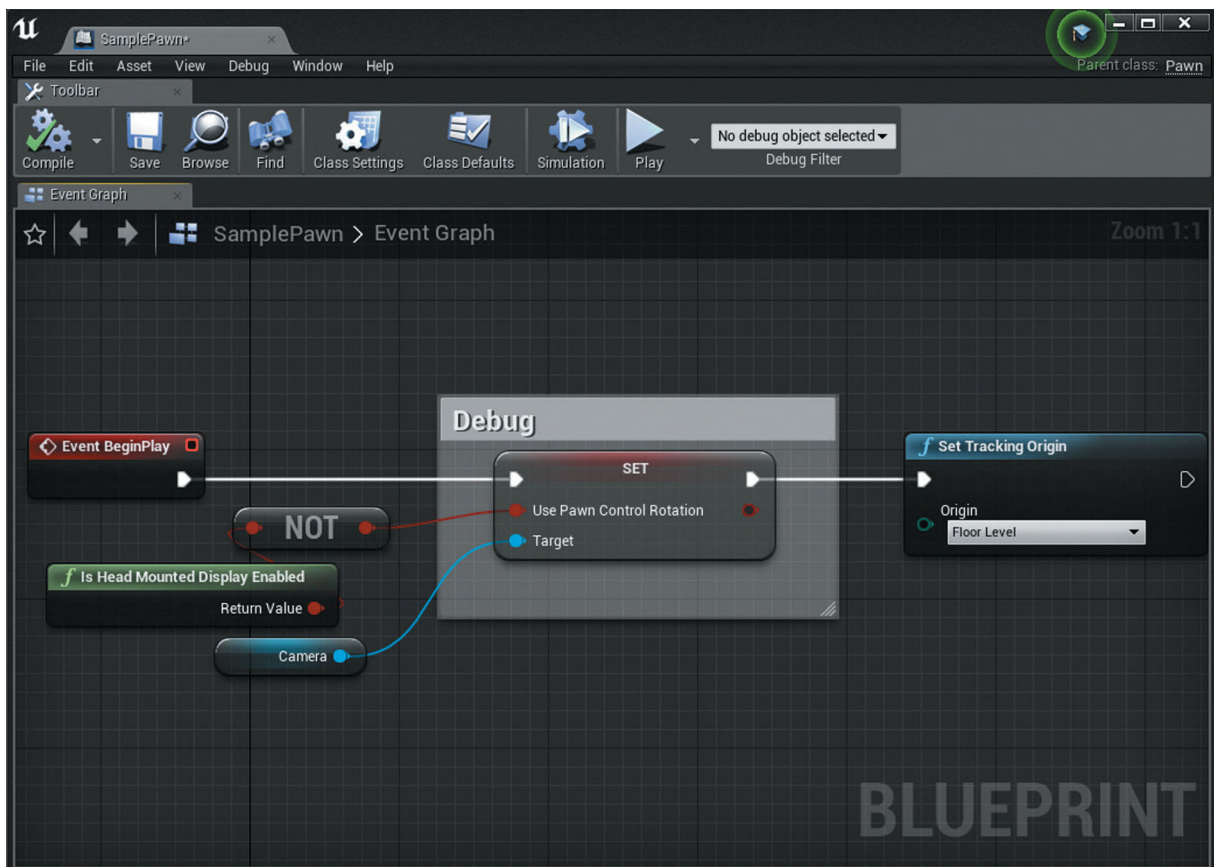 SamplePawn*
File Edit Asset View Debug Window Help
Parent class: Pawn
Toolbar
Compile Save Browse Find Class Settings Class Defaults Simulation Play
No debug object selected
Debug Filter
Event Graph
SamplePawn > Event Graph
Zoom 1:1
Debug
Event BeginPlay
SET
Set Tracking Origin
Use Pawn Control Rotation
Origin
Floor Level
NOT
Target
Is Head Mounted Display Enabled
Return Value
Camera
BLUEPRINT